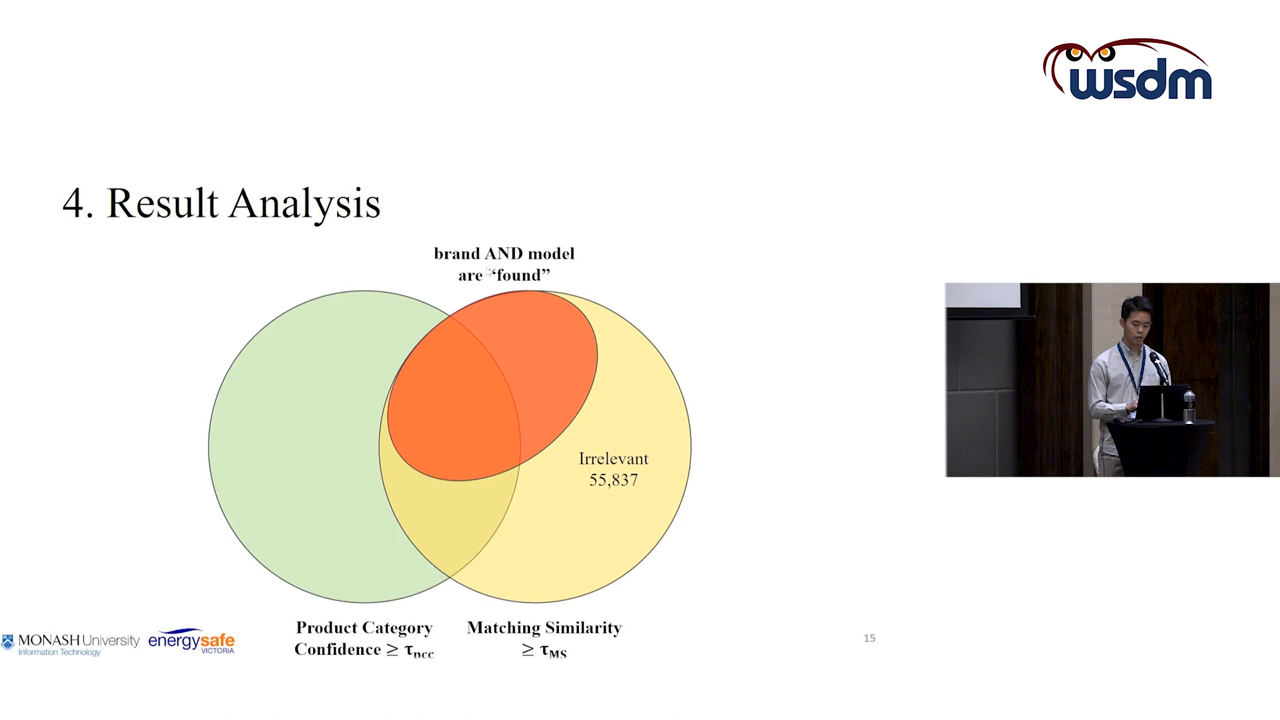 wsdm
4. Result Analysis
brand AND model
are “found”
Irrelevant
55,837
Product Category
Confidence ≥ τpcc
Matching Similarity
≥ τMS
MONASH University
Information Technology
energysafe
VICTORIA
15